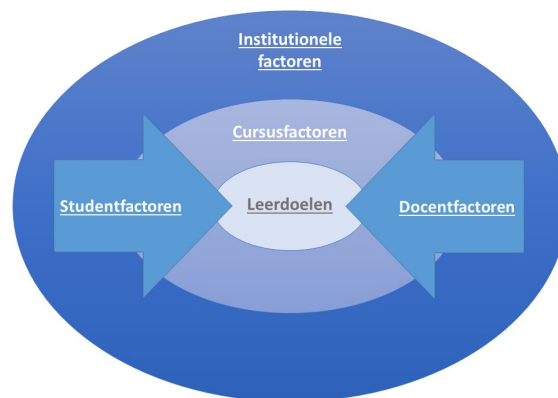 Institutionele
factoren
Cursusfactoren
Studentfactoren
Leerdoelen
Docentfactoren